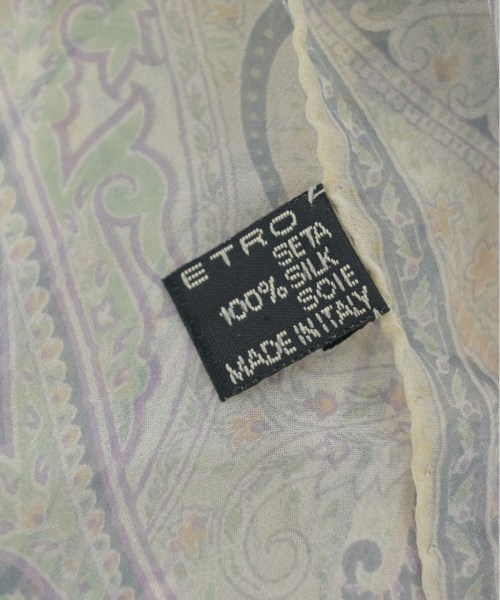 ETRO
SETA
100% SILK
SOIE
MADE IN ITALY